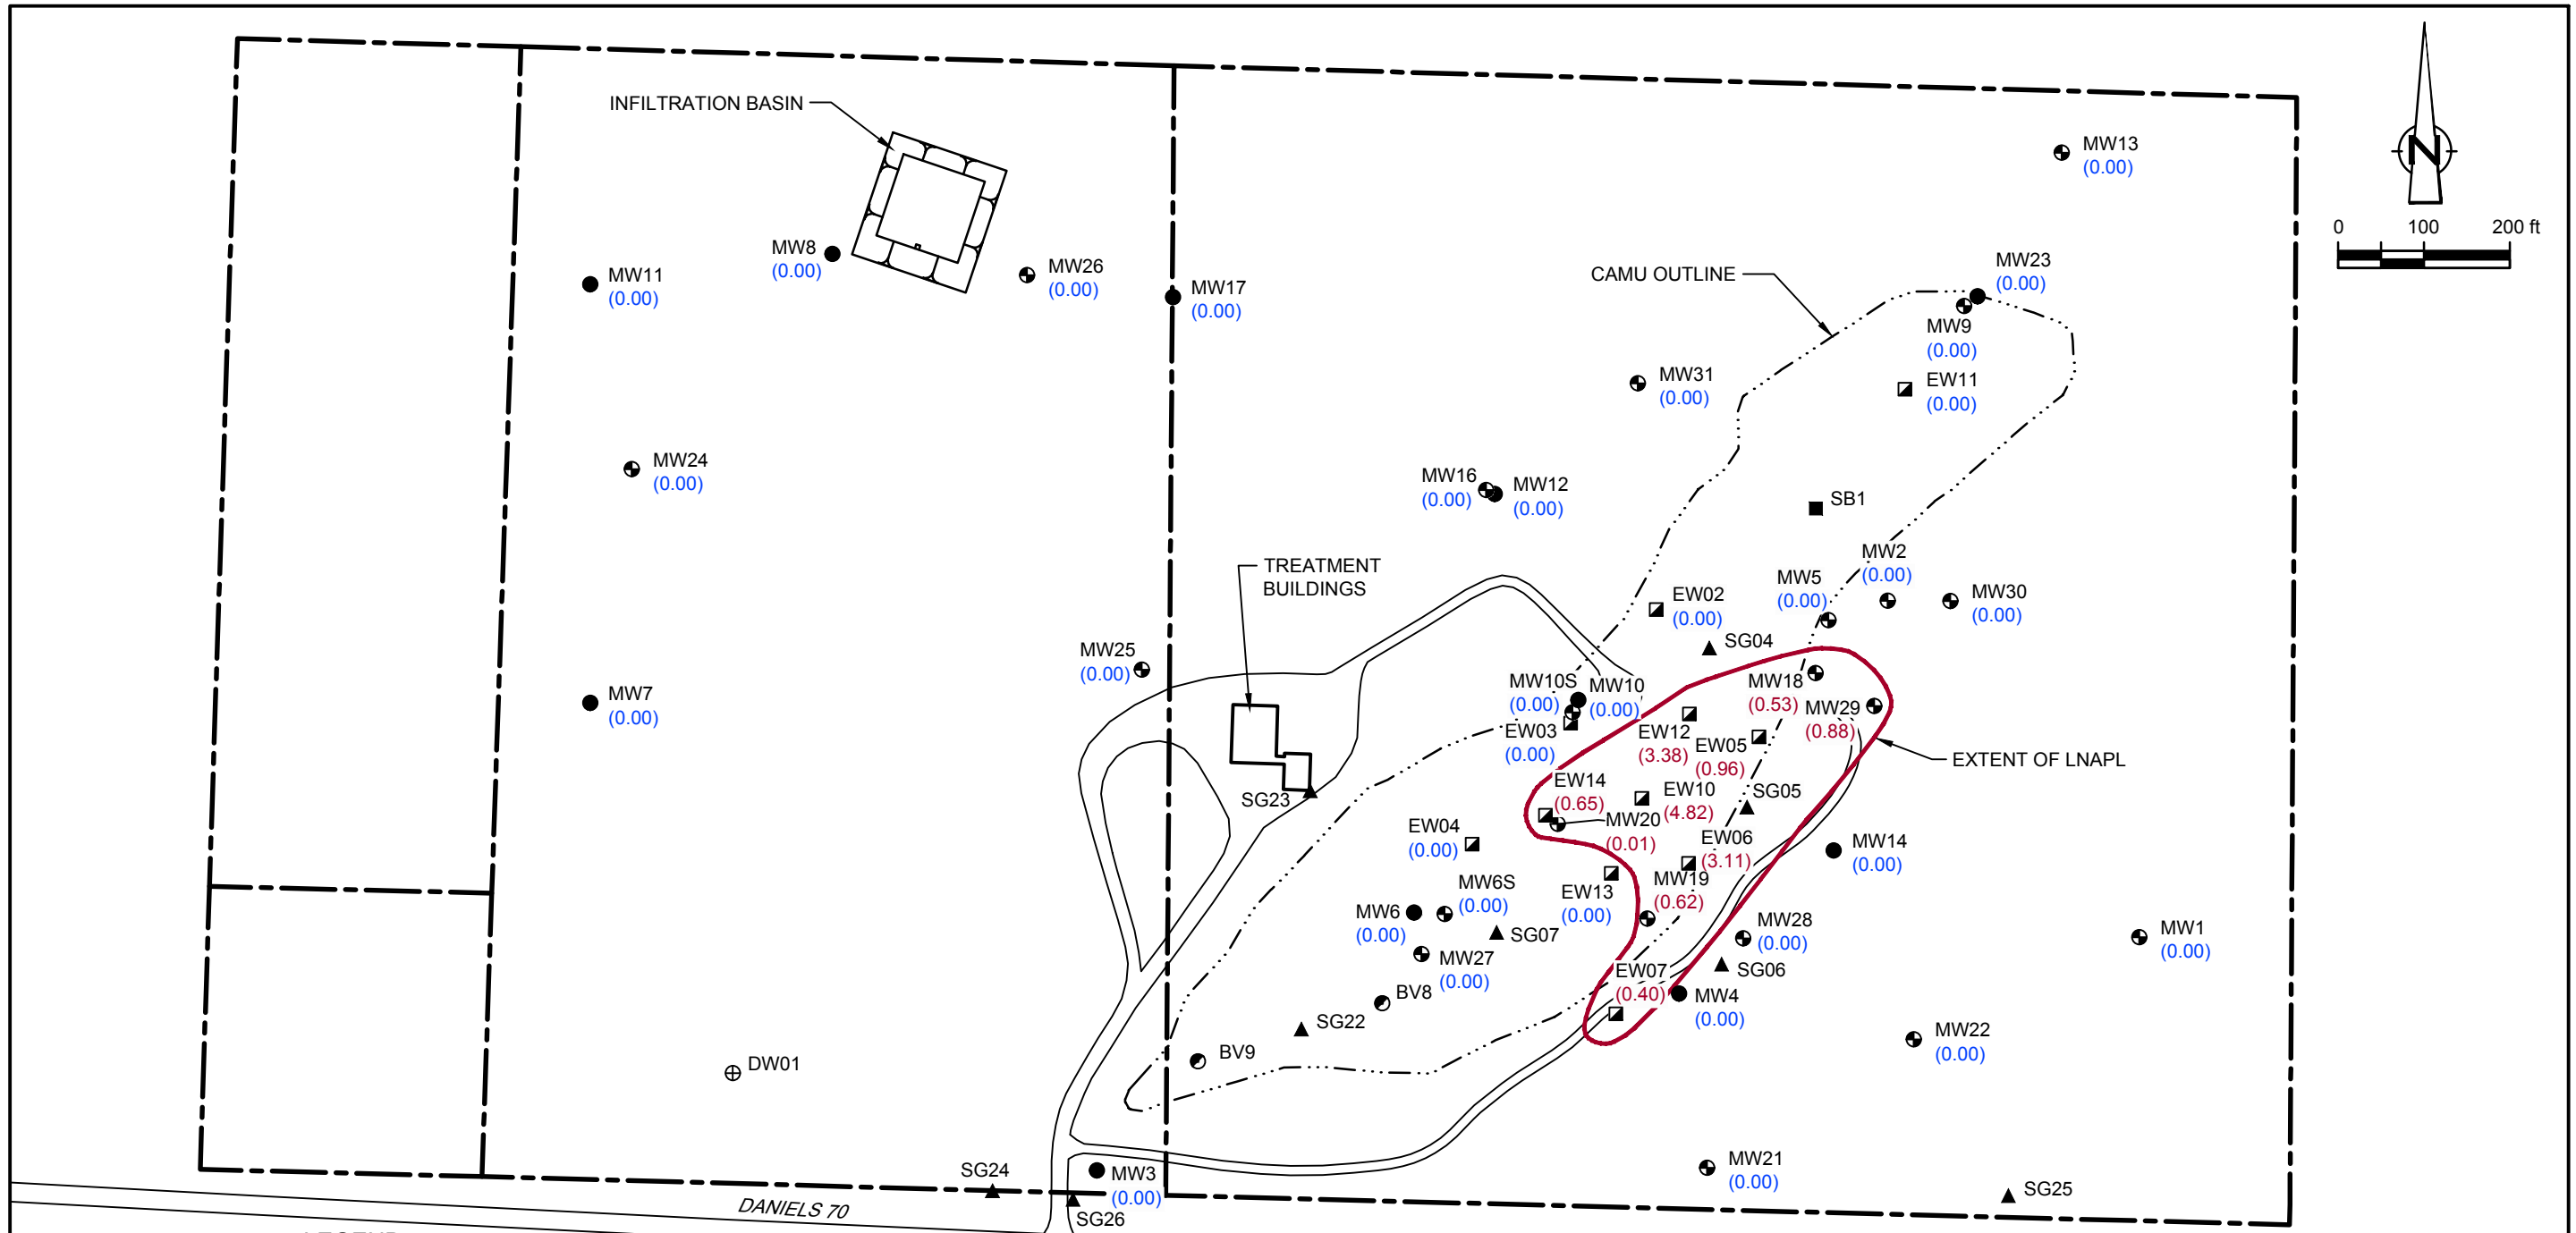 INFILTRATION BASIN
MW13
(0.00)
N
0 100 200 ft
MW8
(0.00)
MW26
(0.00)
MW11
(0.00)
MW17
(0.00)
CAMU OUTLINE
MW23
(0.00)
MW9
(0.00)
MW31
(0.00)
EW11
(0.00)
MW24
(0.00)
MW16
(0.00)
MW12
(0.00)
SB1
TREATMENT
BUILDINGS
MW2
(0.00)
MW5
(0.00)
MW30
(0.00)
EW02
(0.00)
SG04
MW25
(0.00)
MW7
(0.00)
MW10S
(0.00)
MW10
(0.00)
EW03
(0.00)
MW18
(0.53)
MW29
(0.88)
EW12
(3.38)
EW05
(0.96)
EXTENT OF LNAPL
EW14
(0.65)
EW10
(4.82)
SG05
SG23
MW20
(0.01)
EW04
(0.00)
EW06
(3.11)
MW14
(0.00)
MW6S
(0.00)
EW13
(0.00)
MW19
(0.62)
MW6
(0.00)
SG07
MW28
(0.00)
MW1
(0.00)
MW27
(0.00)
EW07
(0.40)
SG06
BV8
MW4
(0.00)
SG22
MW22
(0.00)
BV9
DW01
MW21
(0.00)
SG24
MW3
(0.00)
SG25
DANIELS 70
SG26